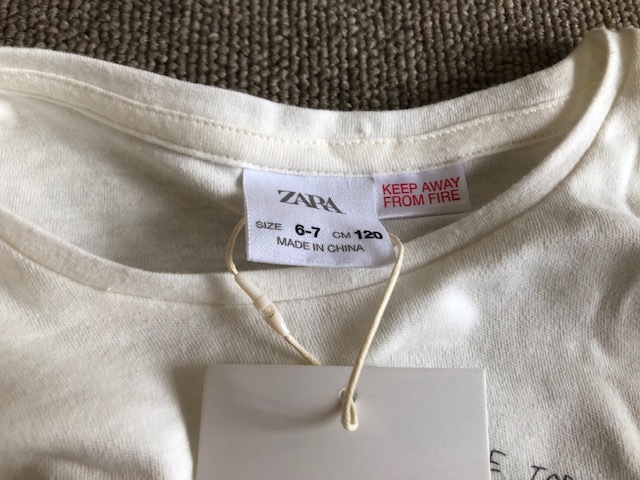 ZARA
SIZE 6-7 CM 120
MADE IN CHINA
KEEP AWAY
FROM FIRE